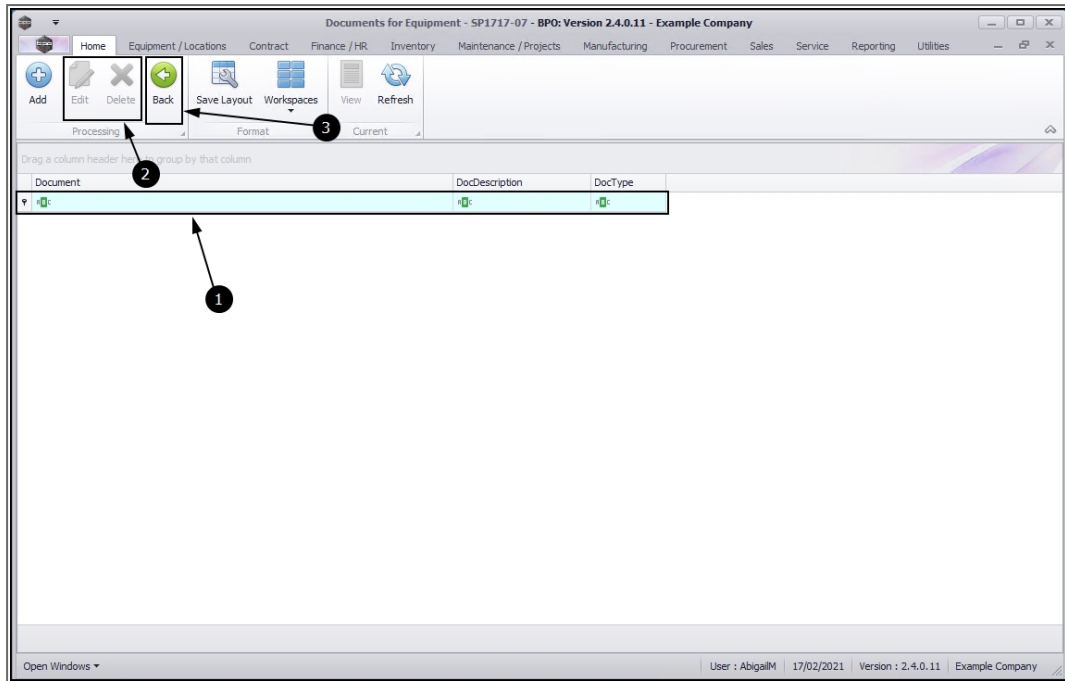 Documents for Equipment - SP1717-07 - BPO: Version 2.4.0.11 - Example Company
Home Equipment / Locations Contract Finance / HR Inventory Maintenance / Projects Manufacturing Procurement Sales Service Reporting Utilities
Add Edit Delete Back Save Layout Workspaces View Refresh
Processing Format Current
3
Drag a column header here to group by that column
2
Document DocDescription DocType
1
Open Windows User : AbigailM 17/02/2021 Version : 2.4.0.11 Example Company